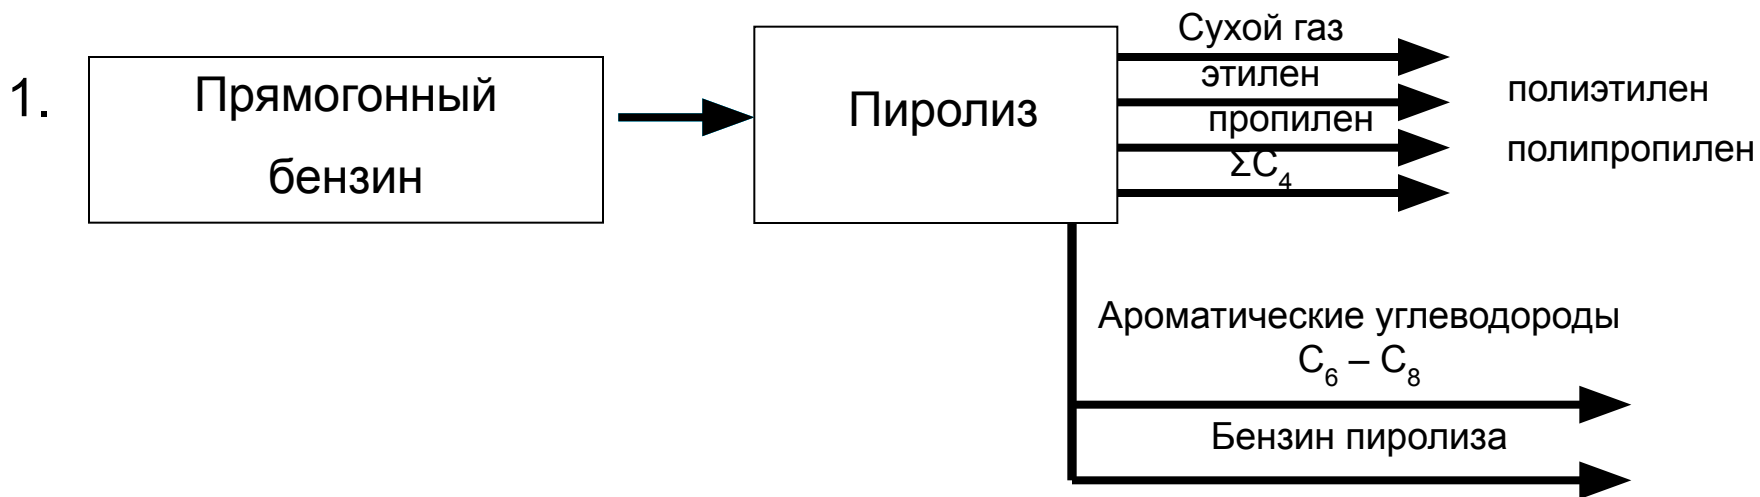 1.
Прямогонный
бензин
Пиролиз
Сухой газ
этилен
пропилен
ΣC₄
полиэтилен
полипропилен
Ароматические углеводороды
C₆ – C₈
Бензин пиролиза